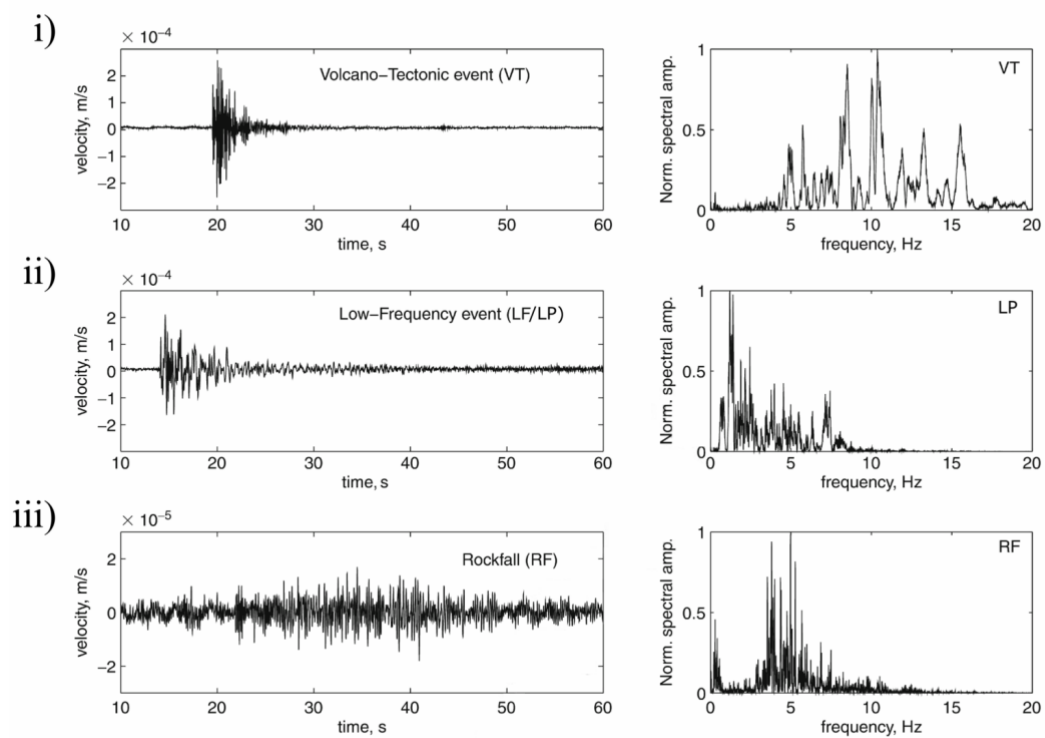 i)
× 10⁻⁴
velocity, m/s
2
1
0
−1
−2
Volcano−Tectonic event (VT)
10 20 30 40 50 60
time, s
Norm. spectral amp.
1
0.5
0
VT
0 5 10 15 20
frequency, Hz
ii)
× 10⁻⁴
velocity, m/s
2
1
0
−1
−2
Low−Frequency event (LF/LP)
10 20 30 40 50 60
time, s
Norm. spectral amp.
1
0.5
0
LP
0 5 10 15 20
frequency, Hz
iii)
× 10⁻⁵
velocity, m/s
2
0
−2
Rockfall (RF)
10 20 30 40 50 60
time, s
Norm. spectral amp.
1
0.5
0
RF
0 5 10 15 20
frequency, Hz